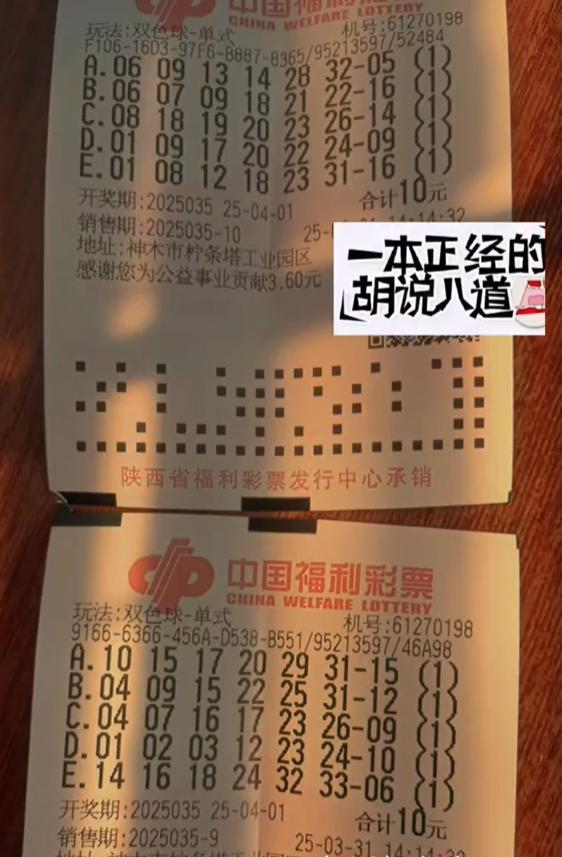 中国福利彩票
CHINA WELFARE LOTTERY
玩法:双色球-单式 机号:61270198
F106-16D3-97F6-B887-8365/95213597/52484
A.06 09 13 14 28 32-05 (1)
B.06 07 09 18 21 22-16 (1)
C.08 18 19 20 23 26-14 (1)
D.01 09 17 20 22 24-09 (1)
E.01 08 12 18 23 31-16 (1)
开奖期:2025035 25-04-01 合计10元
销售期:2025035-10 25-
地址:神木市柠条塔工业园区
感谢您为公益事业贡献3.60元
一本正经的
胡说八道
陕西省福利彩票发行中心承销
中国福利彩票
CHINA WELFARE LOTTERY
玩法:双色球-单式 机号:61270198
9166-6366-456A-D538-B551/95213597/46A98
A.10 15 17 20 29 31-15 (1)
B.04 09 15 22 25 31-12 (1)
C.04 07 16 17 23 26-09 (1)
D.01 02 03 12 23 24-10 (1)
E.14 16 18 24 32 33-06 (1)
开奖期:2025035 25-04-01 合计10元
销售期:2025035-9 25-03-31 14:14:32